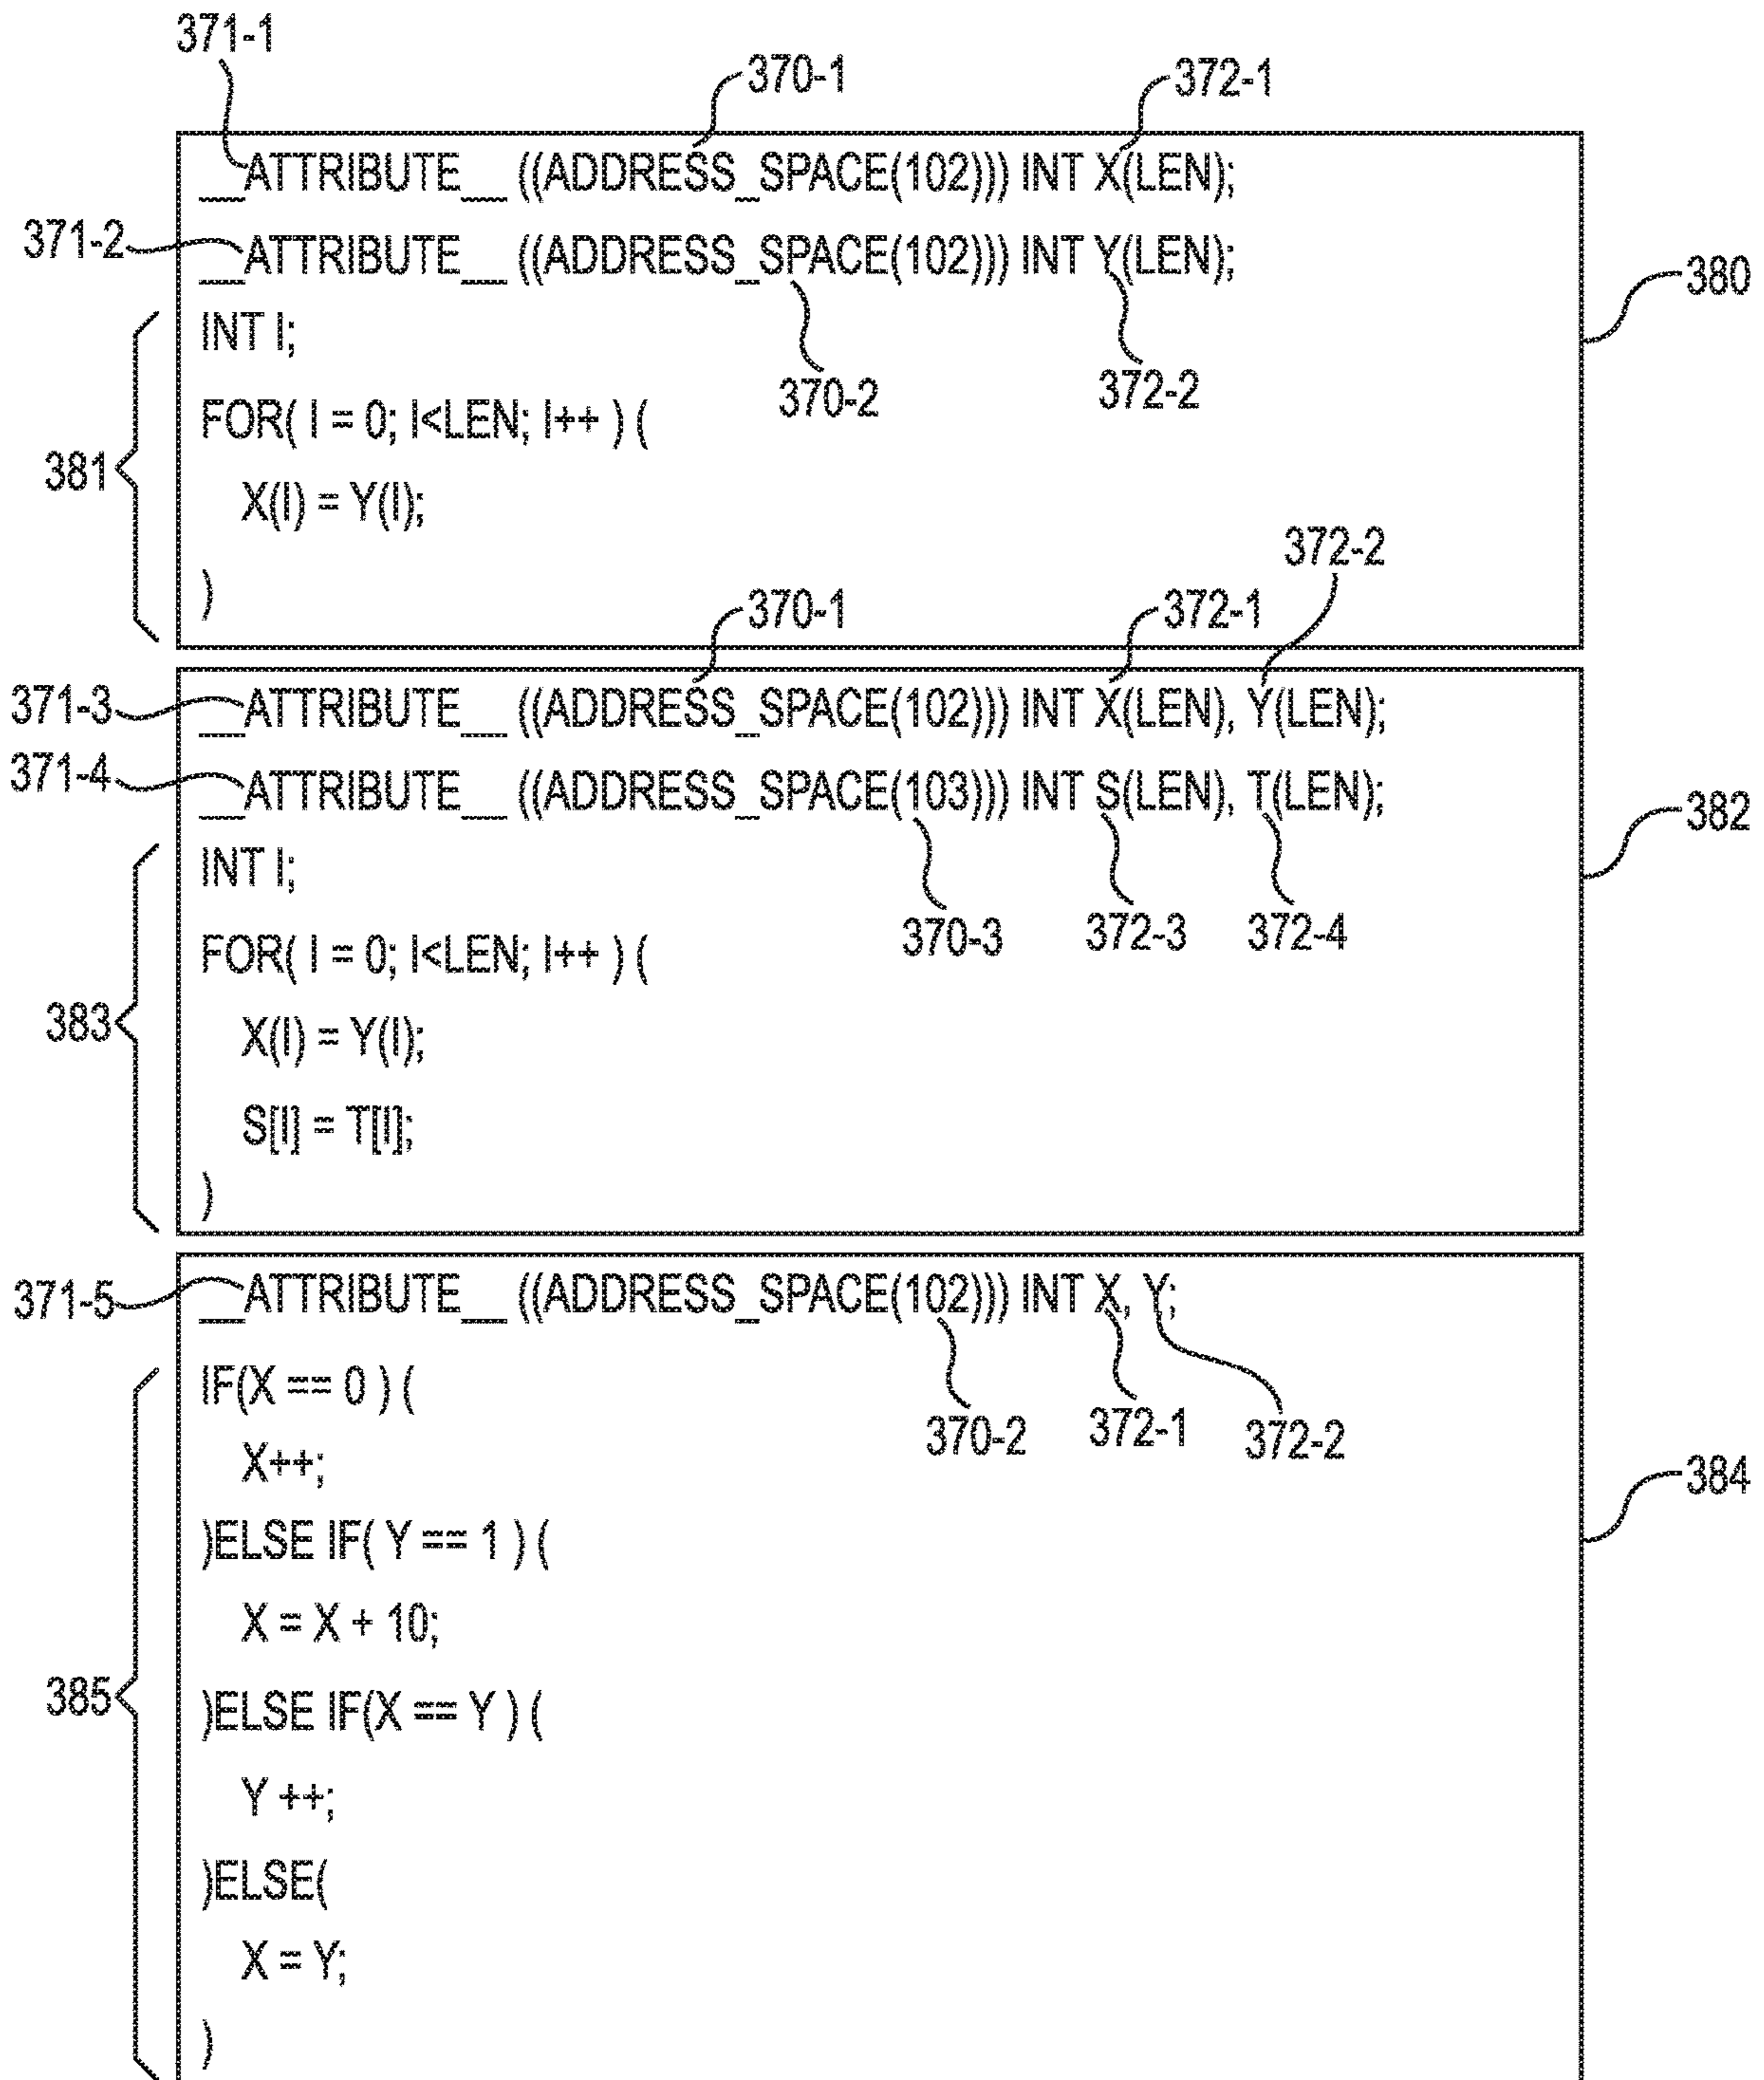 371-1
370-1
372-1
__ATTRIBUTE__ ((ADDRESS_SPACE(102))) INT X(LEN);
371-2
__ATTRIBUTE__ ((ADDRESS_SPACE(102))) INT Y(LEN);
380
INT I;
370-2
372-2
FOR( I = 0; I<LEN; I++ ) (
381
X(I) = Y(I);
372-2
)
370-1
372-1
371-3
__ATTRIBUTE__ ((ADDRESS_SPACE(102))) INT X(LEN), Y(LEN);
371-4
__ATTRIBUTE__ ((ADDRESS_SPACE(103))) INT S(LEN), T(LEN);
382
INT I;
370-3
372-3
372-4
FOR( I = 0; I<LEN; I++ ) (
383
X(I) = Y(I);
S[I] = T[I];
)
371-5
__ATTRIBUTE__ ((ADDRESS_SPACE(102))) INT X, Y;
IF(X == 0 ) (
370-2
372-1
372-2
X++;
384
)ELSE IF( Y == 1 ) (
X = X + 10;
385
)ELSE IF(X == Y ) (
Y ++;
)ELSE(
X = Y;
)